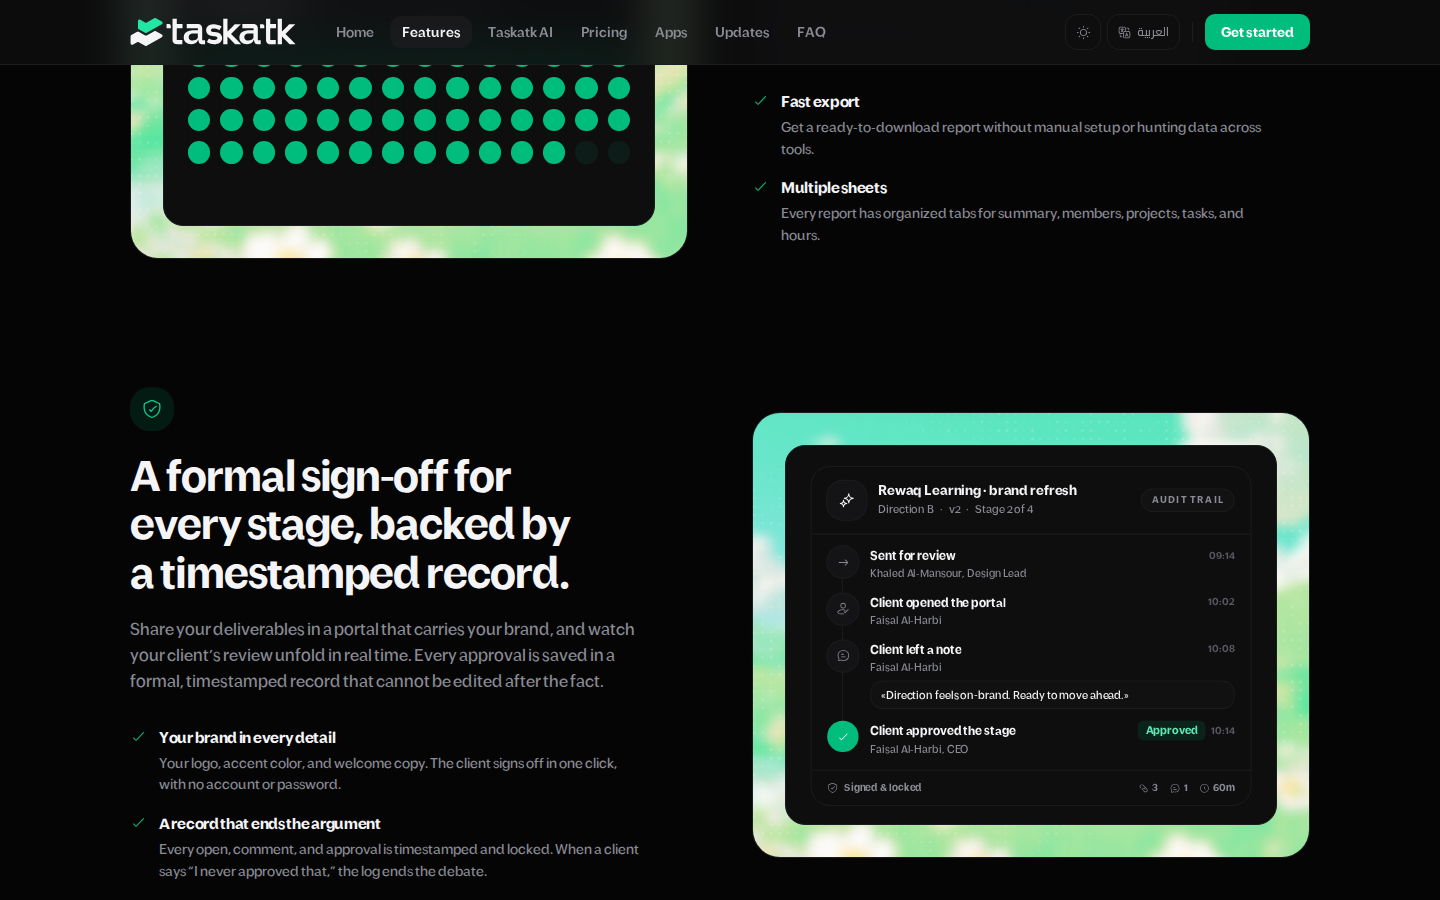 taskatk
Home
Features
Taskatk AI
Pricing
Apps
Updates
FAQ
العربية
Get started
Fast export
Get a ready-to-download report without manual setup or hunting data across
tools.
Multiple sheets
Every report has organized tabs for summary, members, projects, tasks, and
hours.
A formal sign-off for
every stage, backed by
a timestamped record.
Share your deliverables in a portal that carries your brand, and watch
your client's review unfold in real time. Every approval is saved in a
formal, timestamped record that cannot be edited after the fact.
Your brand in every detail
Your logo, accent color, and welcome copy. The client signs off in one click,
with no account or password.
A record that ends the argument
Every open, comment, and approval is timestamped and locked. When a client
says "I never approved that," the log ends the debate.
Rewaq Learning · brand refresh
Direction B · v2 · Stage 2 of 4
AUDIT TRAIL
Sent for review
09:14
Khaled Al-Mansour, Design Lead
Client opened the portal
10:02
Faisal Al-Harbi
Client left a note
10:08
Faisal Al-Harbi
«Direction feels on-brand. Ready to move ahead.»
Client approved the stage
Approved
10:14
Faisal Al-Harbi, CEO
Signed & locked
3
1
60m